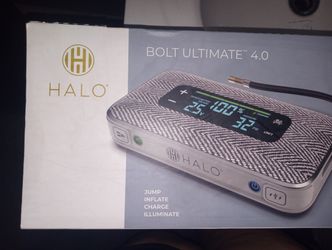 BOLT ULTIMATE™ 4.0
HALO
+
100%
25
32
HALO
JUMP
INFLATE
CHARGE
ILLUMINATE